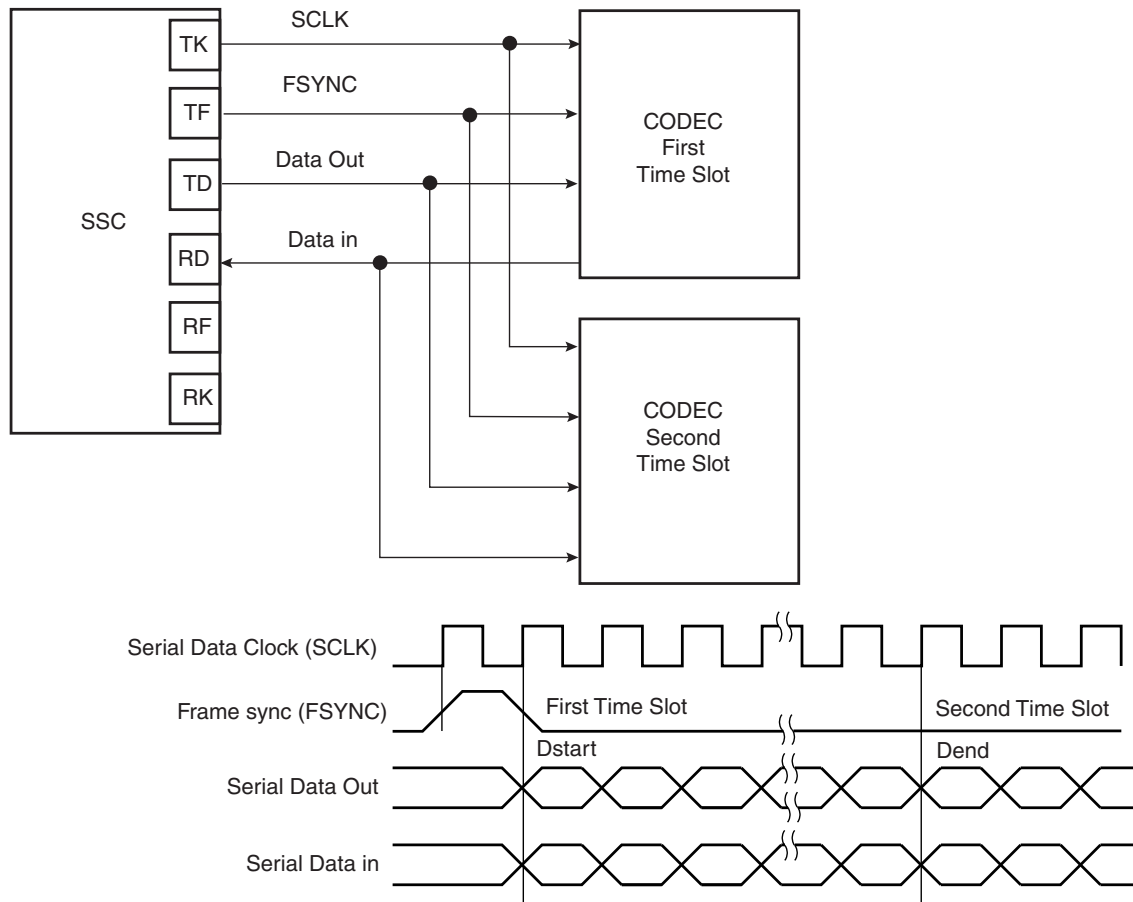 SCLK
TK
FSYNC
TF
CODEC
First
Time Slot
Data Out
TD
SSC
Data in
RD
RF
RK
CODEC
Second
Time Slot
Serial Data Clock (SCLK)
Frame sync (FSYNC)
First Time Slot
Second Time Slot
Dstart
Dend
Serial Data Out
Serial Data in